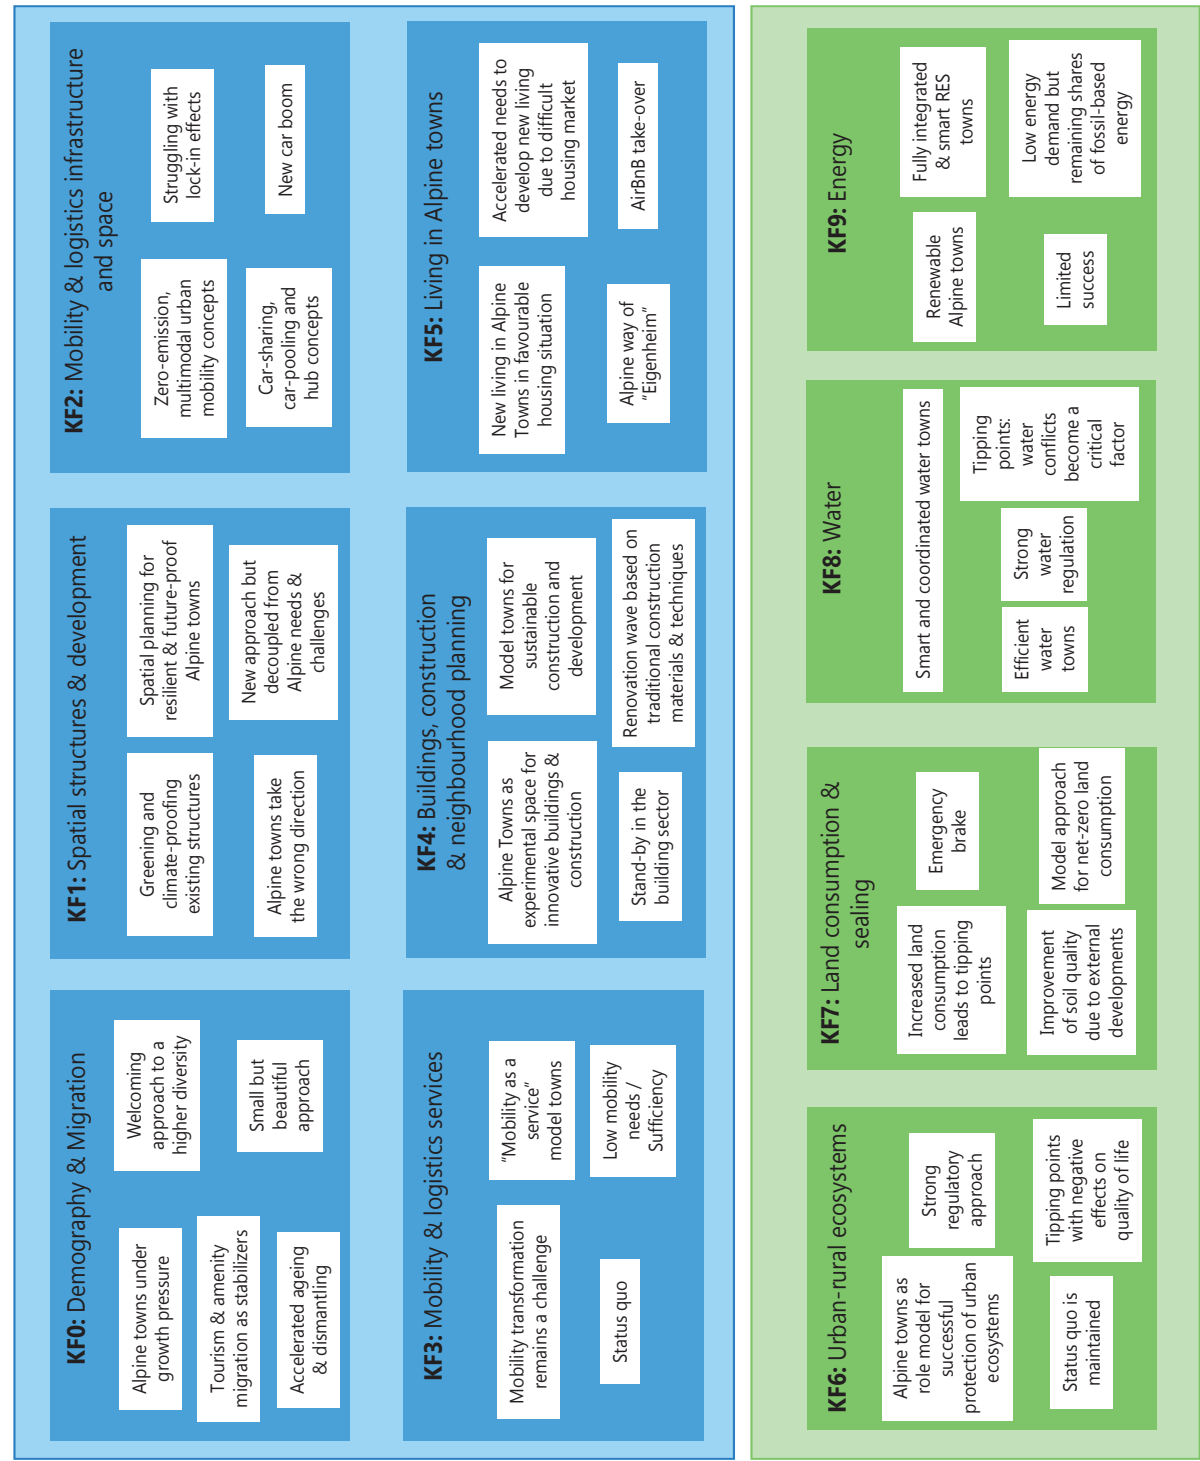 KF0: Demography & Migration
Alpine towns under
growth pressure
Welcoming
approach to a
higher diversity
Tourism & amenity
migration as stabilizers
Small but
beautiful
approach
Accelerated ageing
& dismantling
KF1: Spatial structures & development
Greening and
climate-proofing
existing structures
Spatial planning for
resilient & future-proof
Alpine towns
Alpine towns take
the wrong direction
New approach but
decoupled from
Alpine needs &
challenges
KF2: Mobility & logistics infrastructure
and space
Zero-emission,
multimodal urban
mobility concepts
Struggling with
lock-in effects
Car-sharing,
car-pooling and
hub concepts
New car boom
KF3: Mobility & logistics services
Mobility transformation
remains a challenge
"Mobility as a
service"
model towns
Status quo
Low mobility
needs /
Sufficiency
KF4: Buildings, construction
& neighbourhood planning
Alpine Towns as
experimental space for
innovative buildings &
construction
Model towns for
sustainable
construction and
development
Stand-by in the
building sector
Renovation wave based on
traditional construction
materials & techniques
KF5: Living in Alpine towns
New living in Alpine
Towns in favourable
housing situation
Accelerated needs to
develop new living
due to difficult
housing market
Alpine way of
"Eigenheim"
AirBnB take-over
KF6: Urban-rural ecosystems
Alpine towns as
role model for
successful
protection of urban
ecosystems
Strong
regulatory
approach
Status quo is
maintained
Tipping points
with negative
effects on
quality of life
KF7: Land consumption &
sealing
Increased land
consumption
leads to tipping
points
Emergency
brake
Improvement
of soil quality
due to external
developments
Model approach
for net-zero land
consumption
KF8: Water
Smart and coordinated water towns
Efficient
water
towns
Strong
water
regulation
Tipping
points:
water
conflicts
become a
critical
factor
KF9: Energy
Renewable
Alpine towns
Fully integrated
& smart RES
towns
Limited
success
Low energy
demand but
remaining shares
of fossil-based
energy